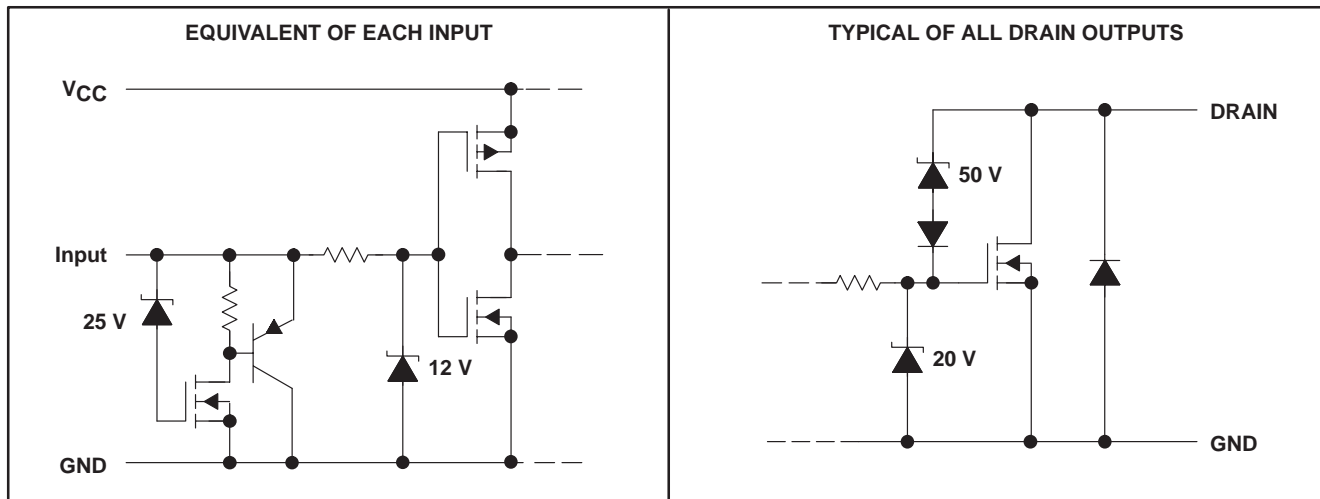 EQUIVALENT OF EACH INPUT
VCC
Input
25 V
12 V
GND
TYPICAL OF ALL DRAIN OUTPUTS
DRAIN
50 V
20 V
GND